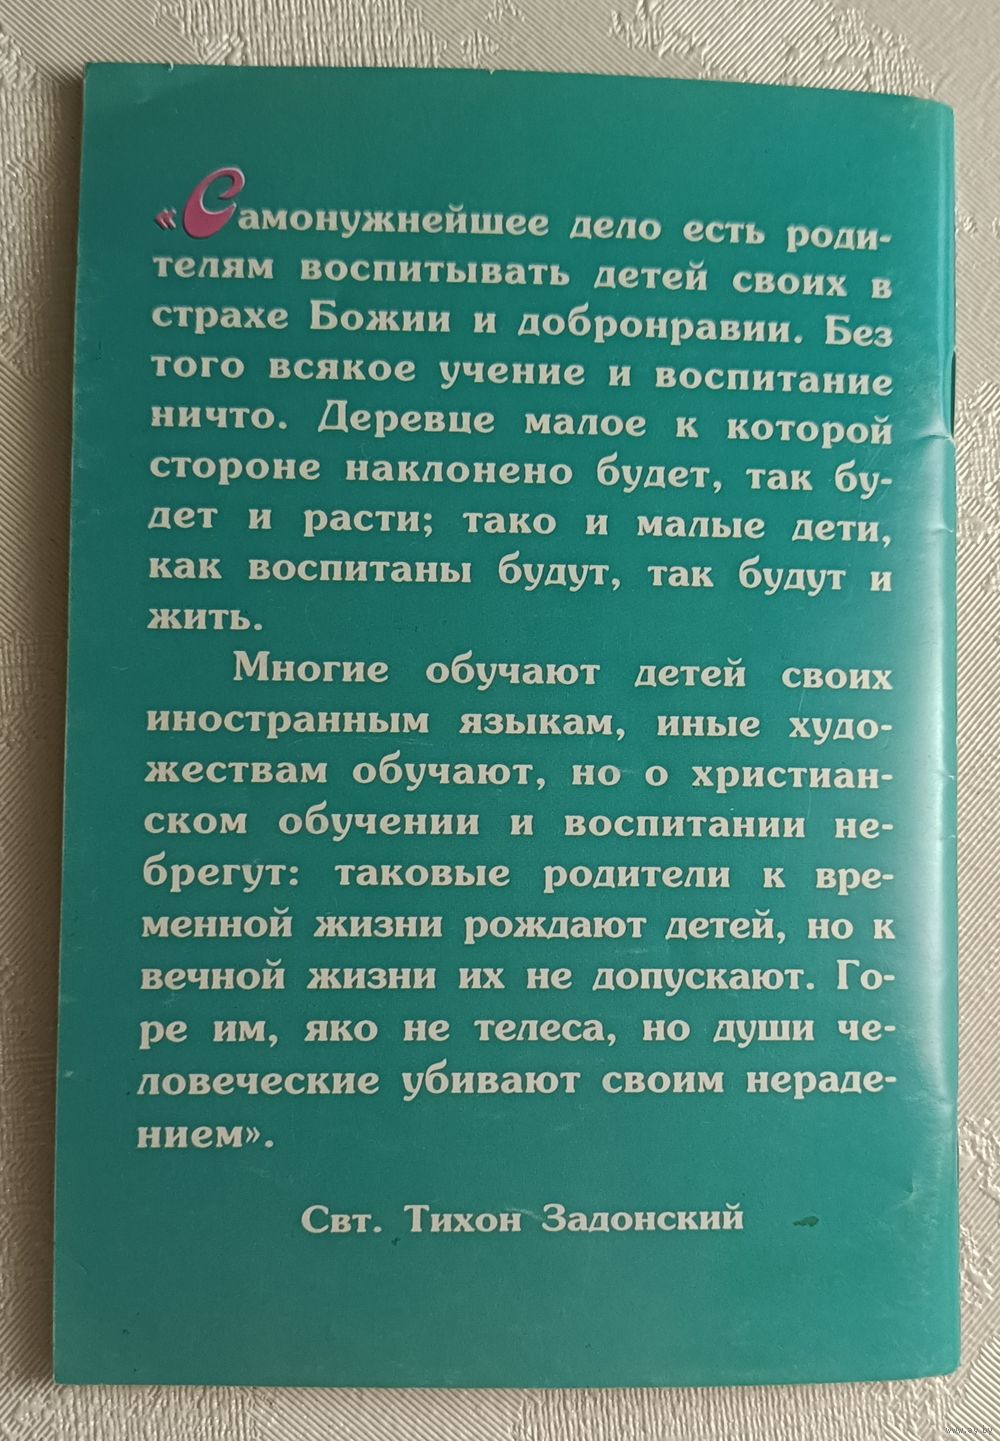 «Самонужнейшее дело есть роди-
телям воспитывать детей своих в
страхе Божии и добронравии. Без
того всякое учение и воспитание
ничто. Деревце малое к которой
стороне наклонено будет, так бу-
дет и расти; тако и малые дети,
как воспитаны будут, так будут и
жить.
Многие обучают детей своих
иностранным языкам, иные худо-
жествам обучают, но о христиан-
ском обучении и воспитании не-
брегут: таковые родители к вре-
менной жизни рождают детей, но к
вечной жизни их не допускают. Го-
ре им, яко не телеса, но души че-
ловеческие убивают своим нераде-
нием».
Свт. Тихон Задонский
www.ay.by